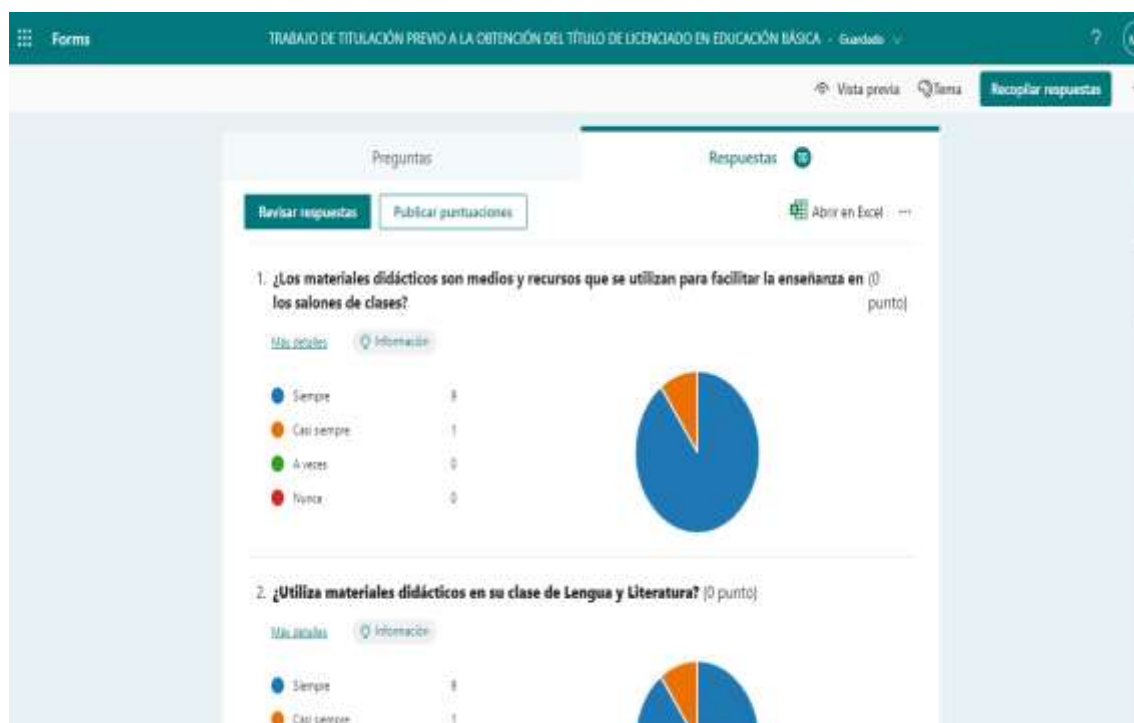 Forms
TRABAJO DE TITULACIÓN PREVIO A LA OBTENCIÓN DEL TÍTULO DE LICENCIADO EN EDUCACIÓN BÁSICA - Guardado
?
Vista previa Tema Recopilar respuestas
Preguntas Respuestas 10
Revisar respuestas Publicar puntuaciones Abrir en Excel ...
1. ¿Los materiales didácticos son medios y recursos que se utilizan para facilitar la enseñanza en (0
los salones de clases? punto)
Más detalles Información
Siempre 9
Casi siempre 1
A veces 0
Nunca 0
2. ¿Utiliza materiales didácticos en su clase de Lengua y Literatura? (0 punto)
Más detalles Información
Siempre 9
Casi siempre 1